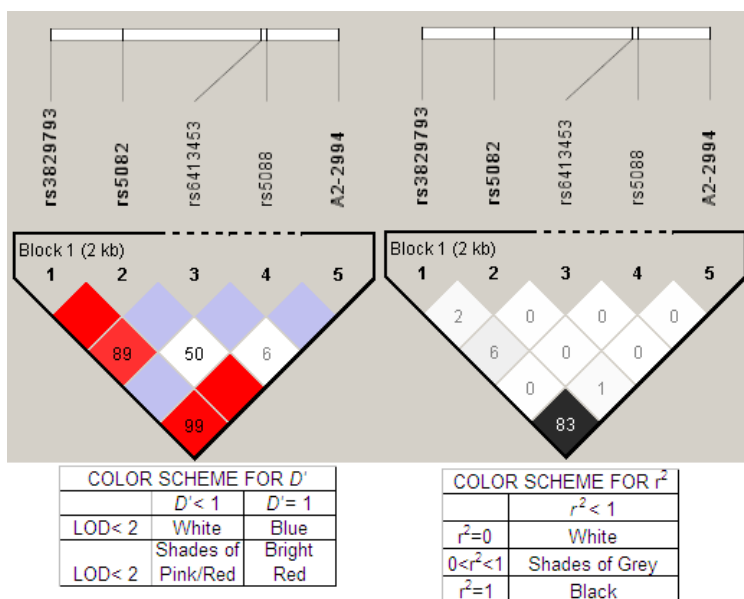 rs3829793
rs5082
rs6413453
rs5088
A2-2994
Block 1 (2 kb)
1 2 3 4 5
89 50 6
99
COLOR SCHEME FOR D'
D'< 1 D'= 1
LOD< 2 White Blue
LOD< 2 Shades of Pink/Red Bright Red
rs3829793
rs5082
rs6413453
rs5088
A2-2994
Block 1 (2 kb)
1 2 3 4 5
2 0 0 0
6 0 0
0 1
83
COLOR SCHEME FOR r²
r²< 1
r²=0 White
0<r²<1 Shades of Grey
r²=1 Black